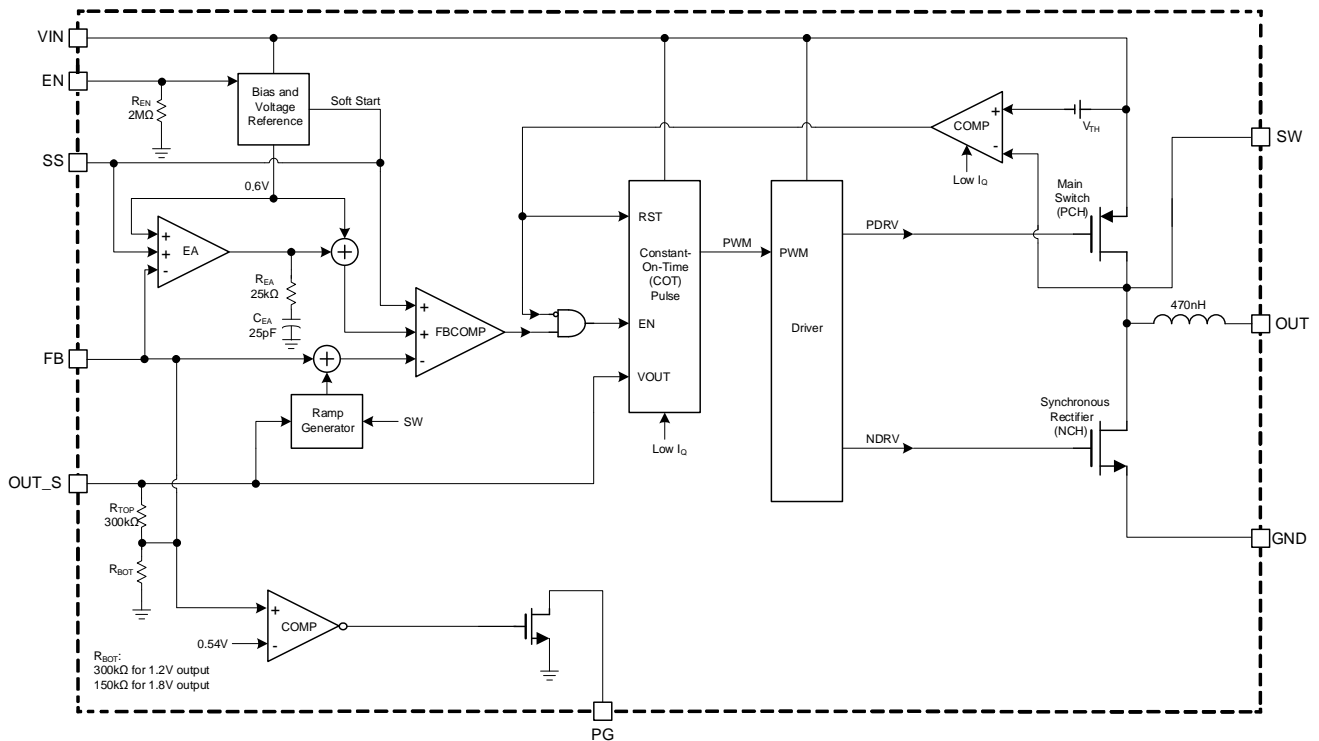 VIN
EN
R_EN
2MΩ
Bias and
Voltage
Reference
Soft Start
SS
0.6V
+
+
-
EA
+
R_EA
25kΩ
C_EA
25pF
+
+
-
FBCOMP
FB
+
Ramp
Generator
SW
OUT_S
R_TOP
300kΩ
R_BOT
+
-
COMP
0.54V
R_BOT:
300kΩ for 1.2V output
150kΩ for 1.8V output
PG
RST
Constant-
On-Time
(COT)
Pulse
EN
VOUT
Low I_Q
PWM
PWM
Driver
PDRV
NDRV
COMP
+
-
Low I_Q
V_TH
Main
Switch
(PCH)
SW
470nH
OUT
Synchronous
Rectifier
(NCH)
GND